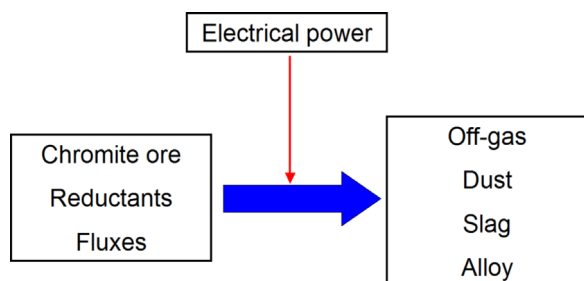 Electrical power
Chromite ore
Reductants
Fluxes
Off-gas
Dust
Slag
Alloy